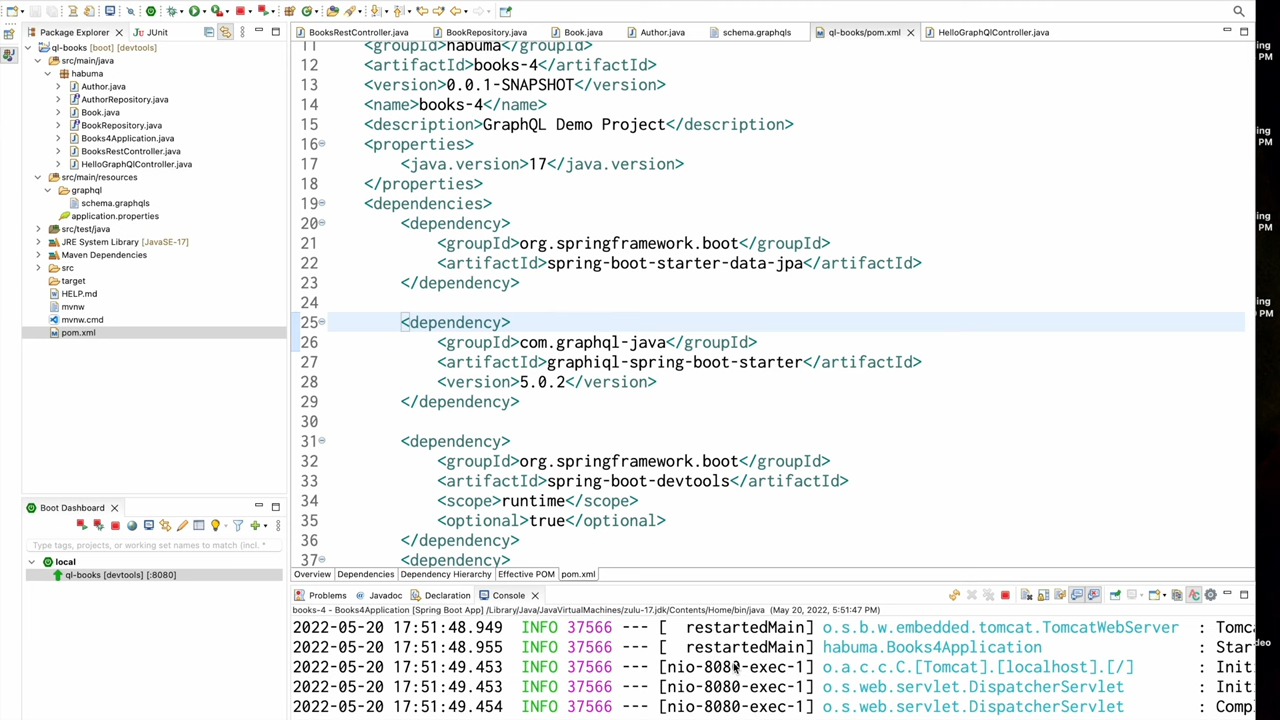 Package Explorer JUnit
ql-books [boot] [devtools]
src/main/java
habuma
Author.java
AuthorRepository.java
Book.java
BookRepository.java
Books4Application.java
BooksRestController.java
HelloGraphQlController.java
src/main/resources
graphql
schema.graphqls
application.properties
src/test/java
JRE System Library [JavaSE-17]
Maven Dependencies
src
target
HELP.md
mvnw
mvnw.cmd
pom.xml
Boot Dashboard
Type tags, projects, or working set names to match (incl. *
local
ql-books [devtools] [:8080]
BooksRestController.java BookRepository.java Book.java Author.java schema.graphqls ql-books/pom.xml HelloGraphQlController.java
11 <groupId>habuma</groupId>
12 <artifactId>books-4</artifactId>
13 <version>0.0.1-SNAPSHOT</version>
14 <name>books-4</name>
15 <description>GraphQL Demo Project</description>
16 <properties>
17 <java.version>17</java.version>
18 </properties>
19 <dependencies>
20 <dependency>
21 <groupId>org.springframework.boot</groupId>
22 <artifactId>spring-boot-starter-data-jpa</artifactId>
23 </dependency>
24
25 <dependency>
26 <groupId>com.graphql-java</groupId>
27 <artifactId>graphiql-spring-boot-starter</artifactId>
28 <version>5.0.2</version>
29 </dependency>
30
31 <dependency>
32 <groupId>org.springframework.boot</groupId>
33 <artifactId>spring-boot-devtools</artifactId>
34 <scope>runtime</scope>
35 <optional>true</optional>
36 </dependency>
37 <dependency>
Overview Dependencies Dependency Hierarchy Effective POM pom.xml
Problems Javadoc Declaration Console
books-4 - Books4Application [Spring Boot App] /Library/Java/JavaVirtualMachines/zulu-17.jdk/Contents/Home/bin/java (May 20, 2022, 5:51:47 PM)
2022-05-20 17:51:48.949 INFO 37566 --- [ restartedMain] o.s.b.w.embedded.tomcat.TomcatWebServer : Tomca
2022-05-20 17:51:48.955 INFO 37566 --- [ restartedMain] habuma.Books4Application : Star
2022-05-20 17:51:49.453 INFO 37566 --- [nio-8080-exec-1] o.a.c.c.C.[Tomcat].[localhost].[/] : Init
2022-05-20 17:51:49.453 INFO 37566 --- [nio-8080-exec-1] o.s.web.servlet.DispatcherServlet : Init
2022-05-20 17:51:49.454 INFO 37566 --- [nio-8080-exec-1] o.s.web.servlet.DispatcherServlet : Comp
ing
PM
ing
PM
ing
PM
ing
0 PM
deo